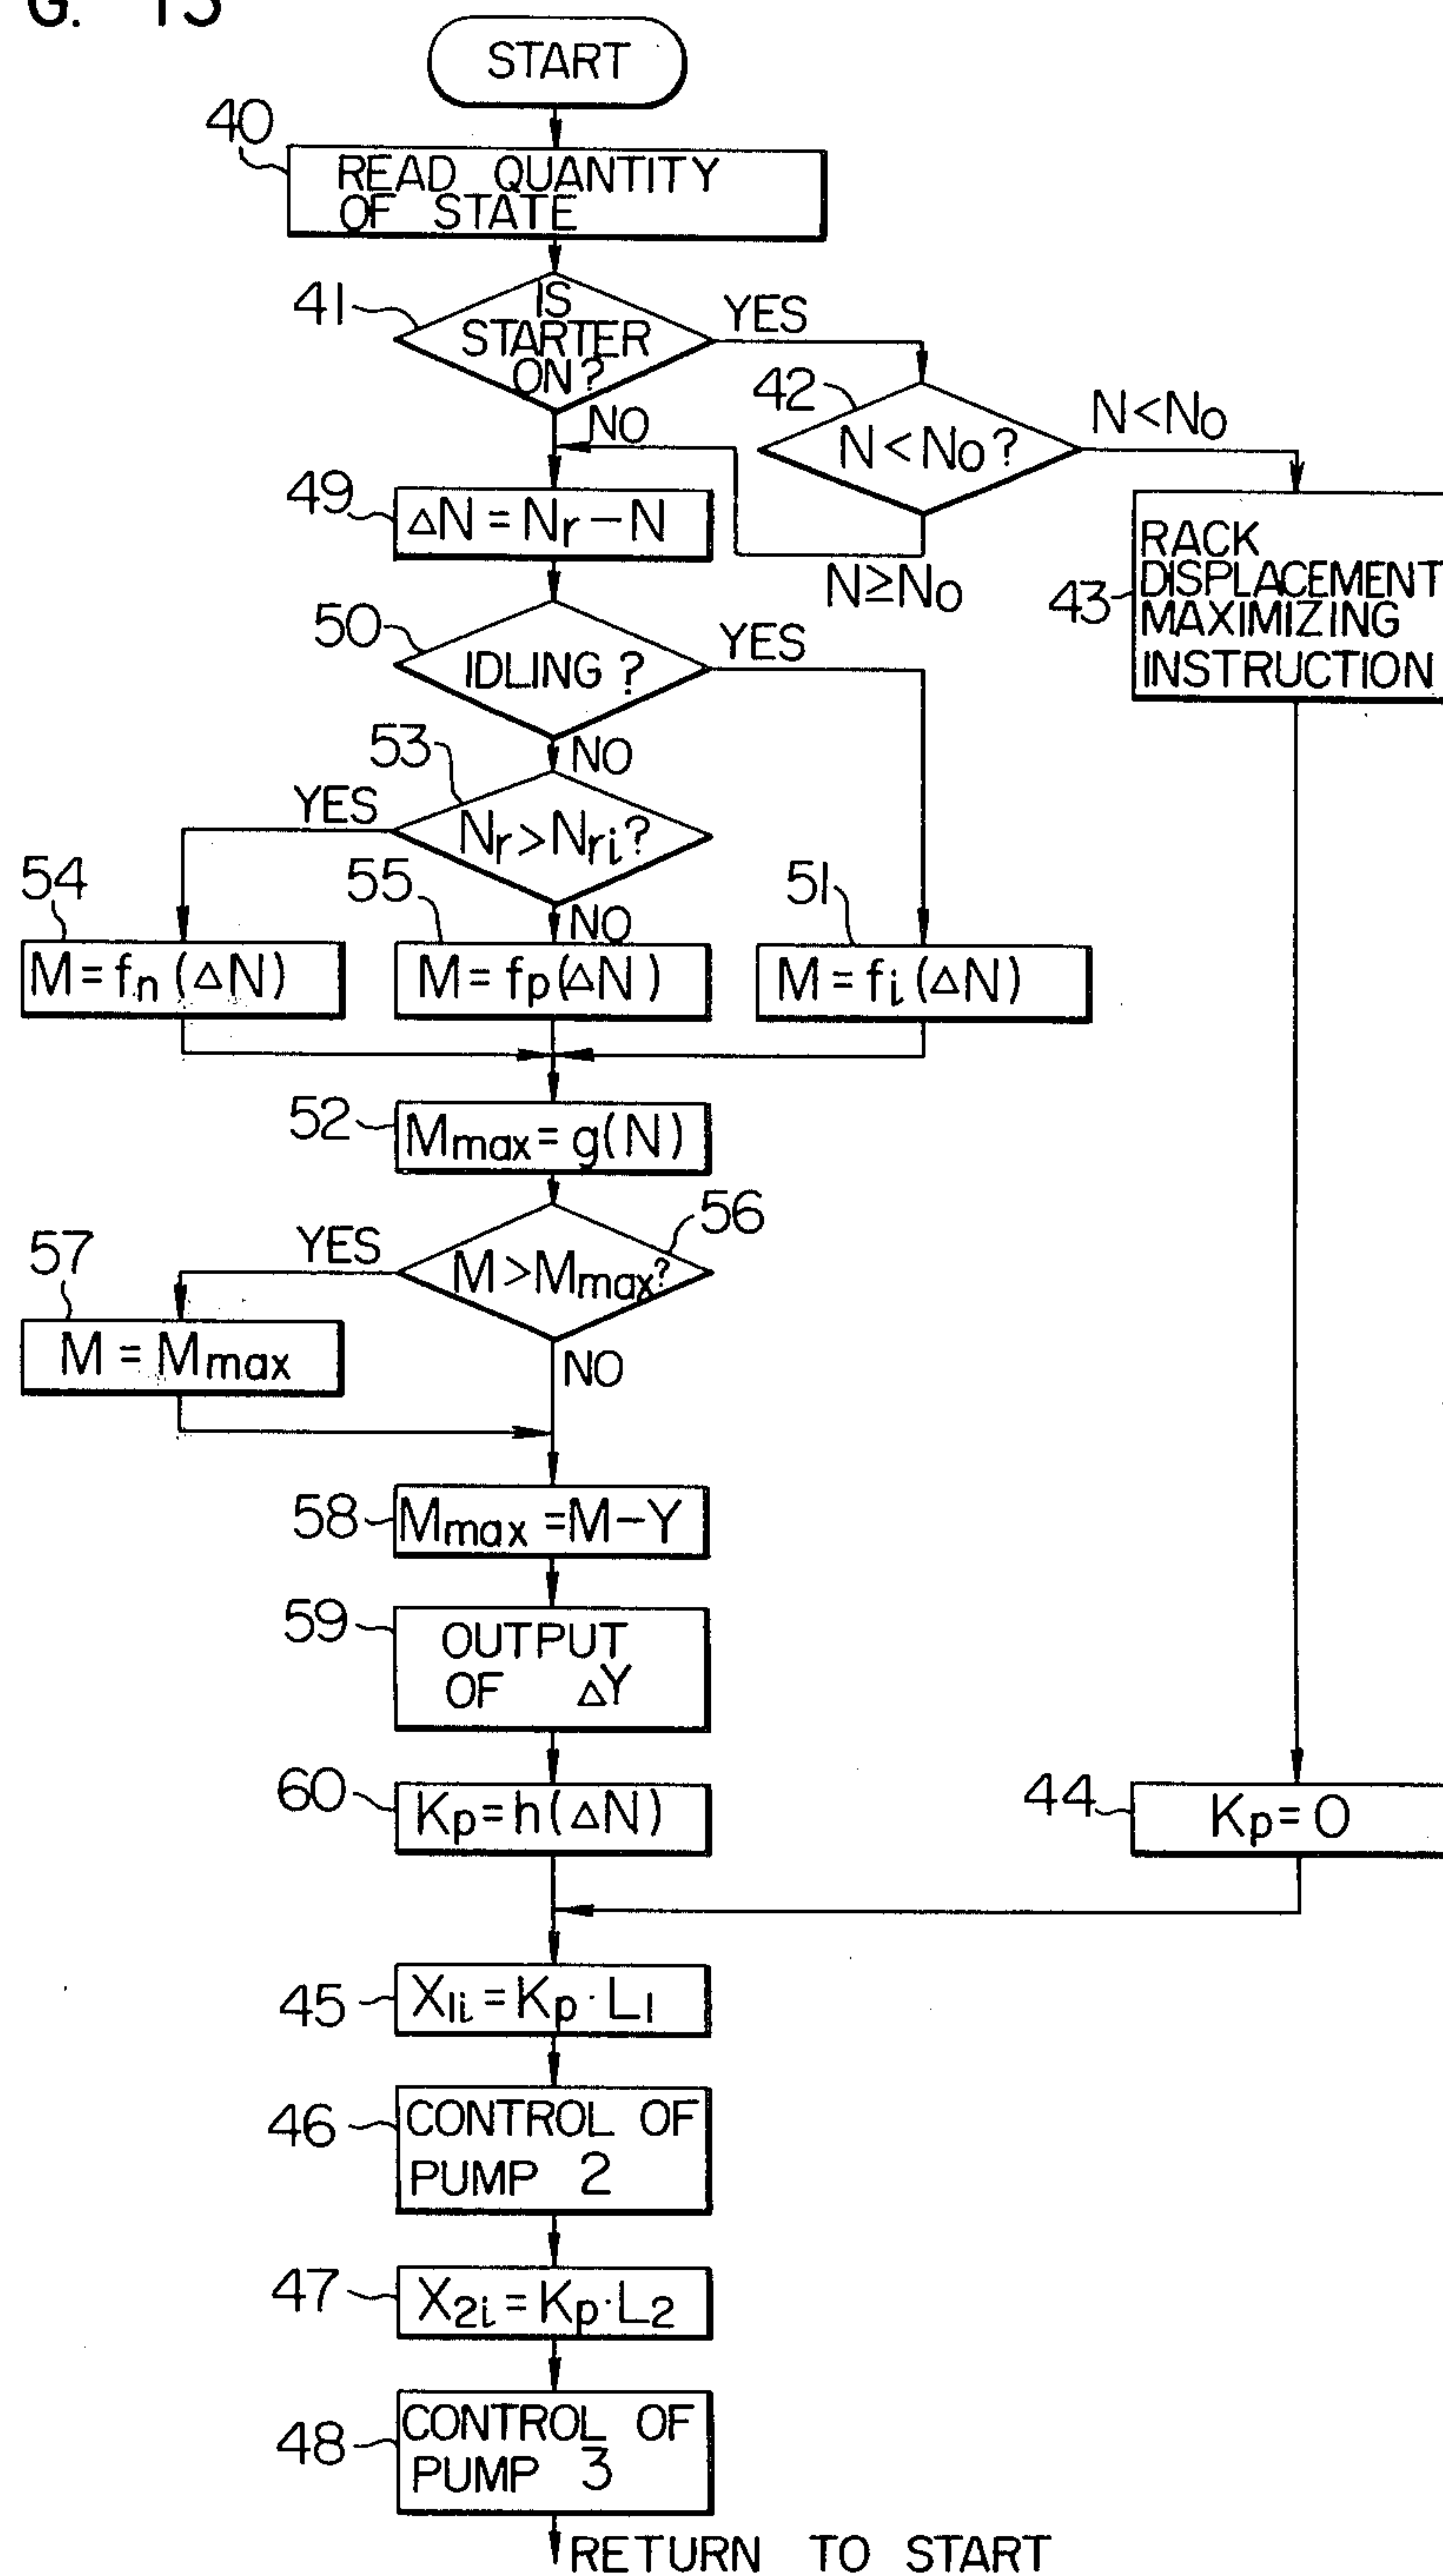 G. 13
START
40
READ QUANTITY
OF STATE
41
IS
STARTER
ON?
YES
NO
42
N<N₀?
N<N₀
N≥N₀
49
ΔN=Nr-N
RACK
DISPLACEMENT
MAXIMIZING
INSTRUCTION
43
50
IDLING?
YES
NO
53
Nr>Nri?
YES
NO
54
M=fn(ΔN)
55
M=fp(ΔN)
51
M=fi(ΔN)
52
Mmax=g(N)
56
M>Mmax?
YES
NO
57
M=Mmax
58
Mmax=M-Y
59
OUTPUT
OF ΔY
60
Kp=h(ΔN)
44
Kp=0
45
X1i=Kp·L1
46
CONTROL OF
PUMP 2
47
X2i=Kp·L2
48
CONTROL OF
PUMP 3
RETURN TO START